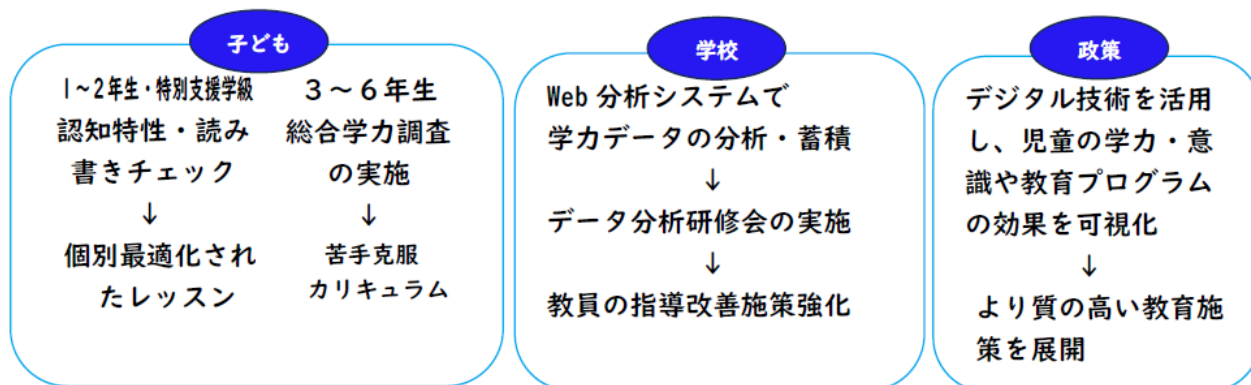 子ども
1~2年生・特別支援学級
認知特性・読み
書きチェック
↓
個別最適化され
たレッスン
3~6年生
総合学力調査
の実施
↓
苦手克服
カリキュラム
学校
Web分析システムで
学力データの分析・蓄積
↓
データ分析研修会の実施
↓
教員の指導改善施策強化
政策
デジタル技術を活用
し、児童の学力・意
識や教育プログラム
の効果を可視化
↓
より質の高い教育施
策を展開